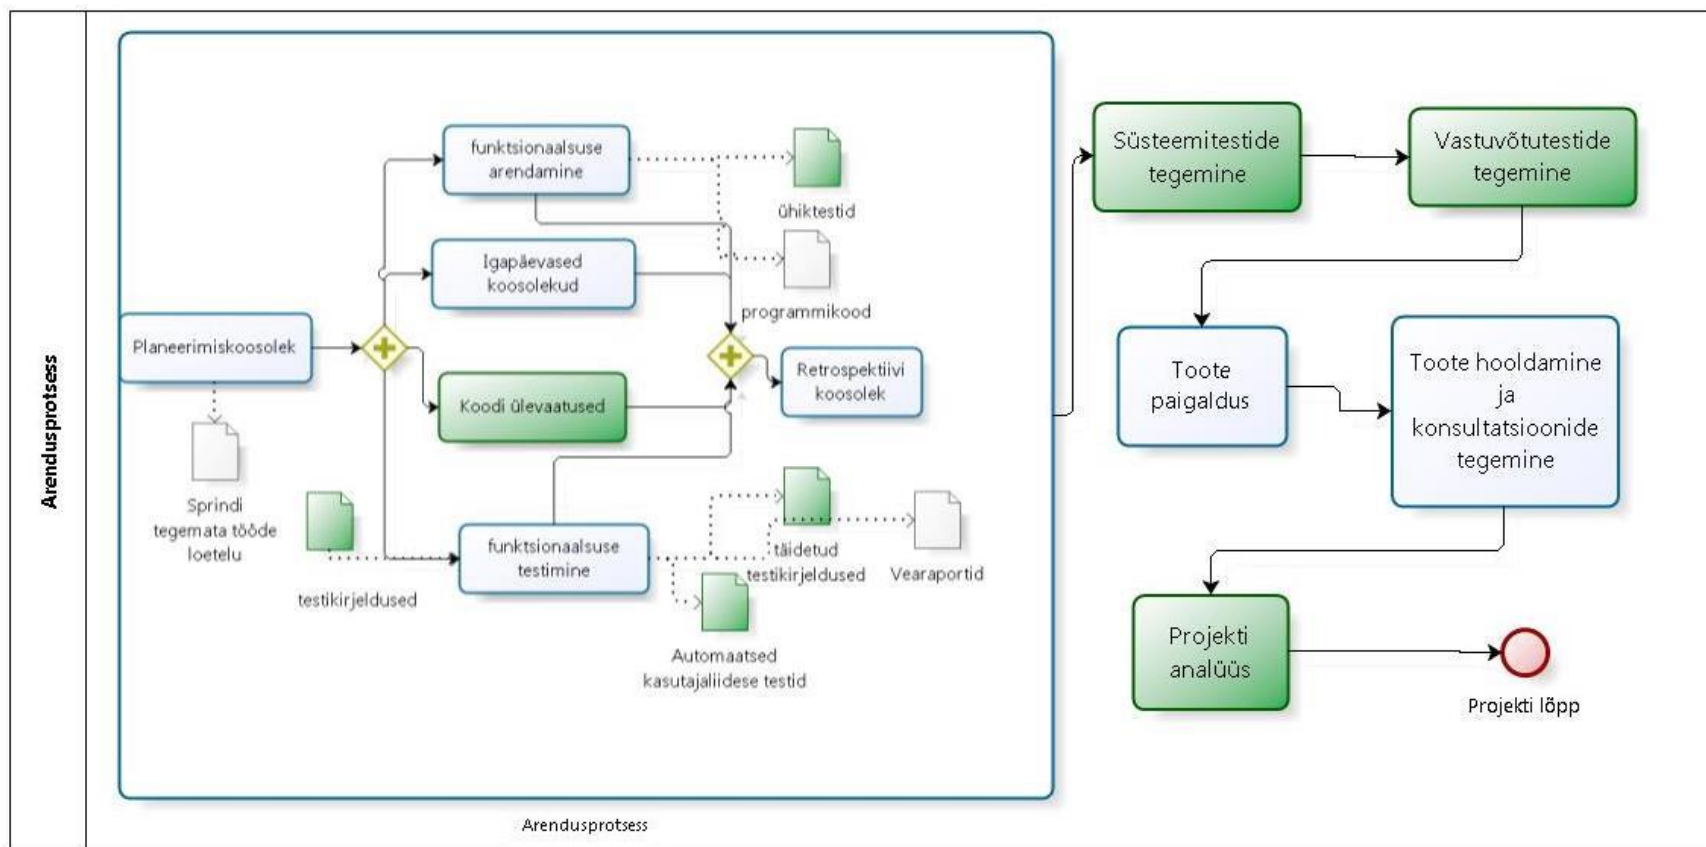 Arendusprotsess
funktsionaalsuse
arendamine
ühiktestid
Igapäevased
koosolekud
programmikood
Planeerimiskoosolek
Koodi ülevaatused
Retrospektiivi
koosolek
Sprindi
tegemata tööde
loetelu
testikirjeldused
funktsionaalsuse
testimine
täidetud
testikirjeldused
Vearaportid
Automaatsed
kasutajaliidese testid
Arendusprotsess
Süsteemitestide
tegemine
Vastuvõtutestide
tegemine
Toote
paigaldus
Toote hooldamine
ja
konsultatsioonide
tegemine
Projekti
analüüs
Projekti lõpp